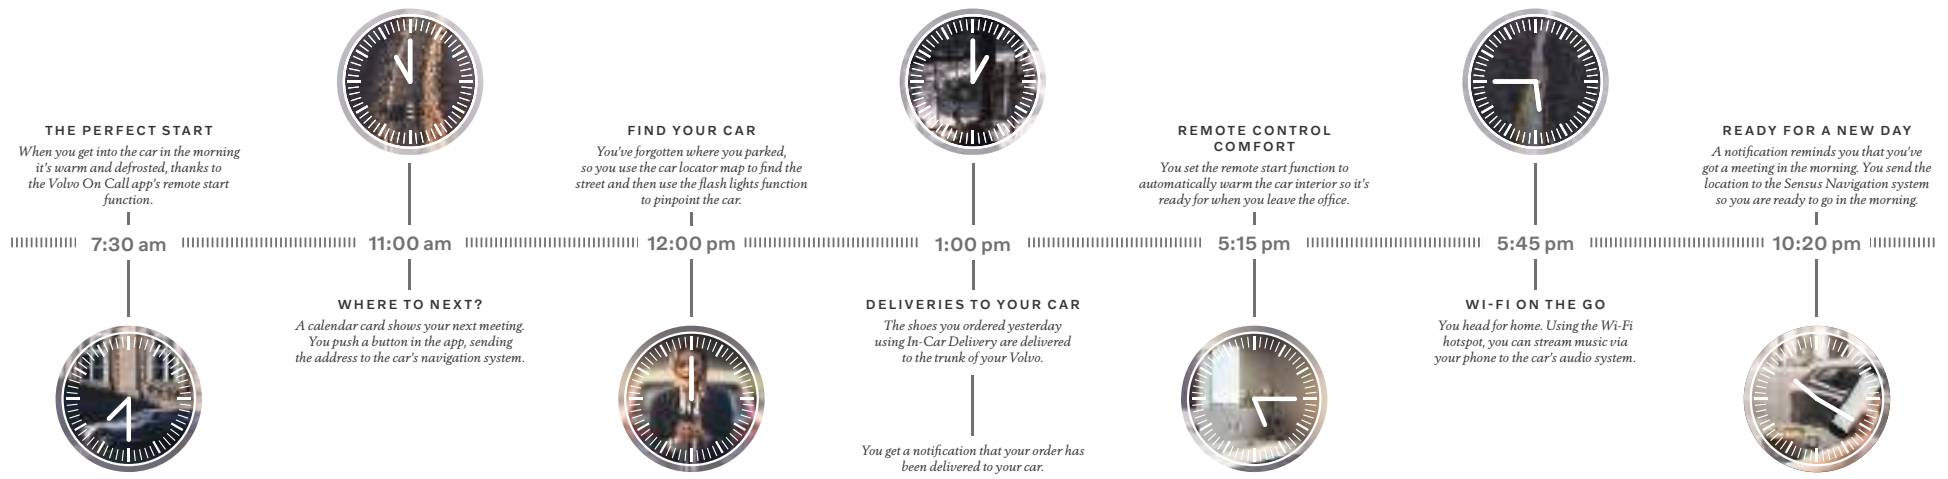 THE PERFECT START
When you get into the car in the morning
it's warm and defrosted, thanks to
the Volvo On Call app's remote start
function.
7:30 am
11:00 am
WHERE TO NEXT?
A calendar card shows your next meeting.
You push a button in the app, sending
the address to the car's navigation system.
FIND YOUR CAR
You've forgotten where you parked,
so you use the car locator map to find the
street and then use the flash lights function
to pinpoint the car.
12:00 pm
1:00 pm
DELIVERIES TO YOUR CAR
The shoes you ordered yesterday
using In-Car Delivery are delivered
to the trunk of your Volvo.
You get a notification that your order has
been delivered to your car.
REMOTE CONTROL
COMFORT
You set the remote start function to
automatically warm the car interior so it's
ready for when you leave the office.
5:15 pm
5:45 pm
WI-FI ON THE GO
You head for home. Using the Wi-Fi
hotspot, you can stream music via
your phone to the car's audio system.
READY FOR A NEW DAY
A notification reminds you that you've
got a meeting in the morning. You send the
location to the Sensus Navigation system
so you are ready to go in the morning.
10:20 pm